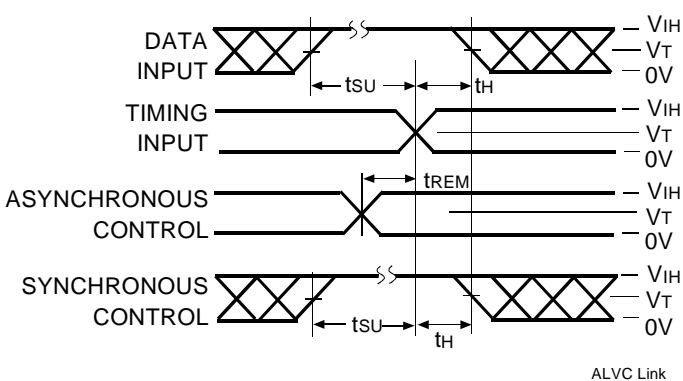 DATA
INPUT
tSU
tH
VIH
VT
0V
TIMING
INPUT
VIH
VT
0V
tREM
ASYNCHRONOUS
CONTROL
VIH
VT
0V
SYNCHRONOUS
CONTROL
tSU
tH
VIH
VT
0V
ALVC Link